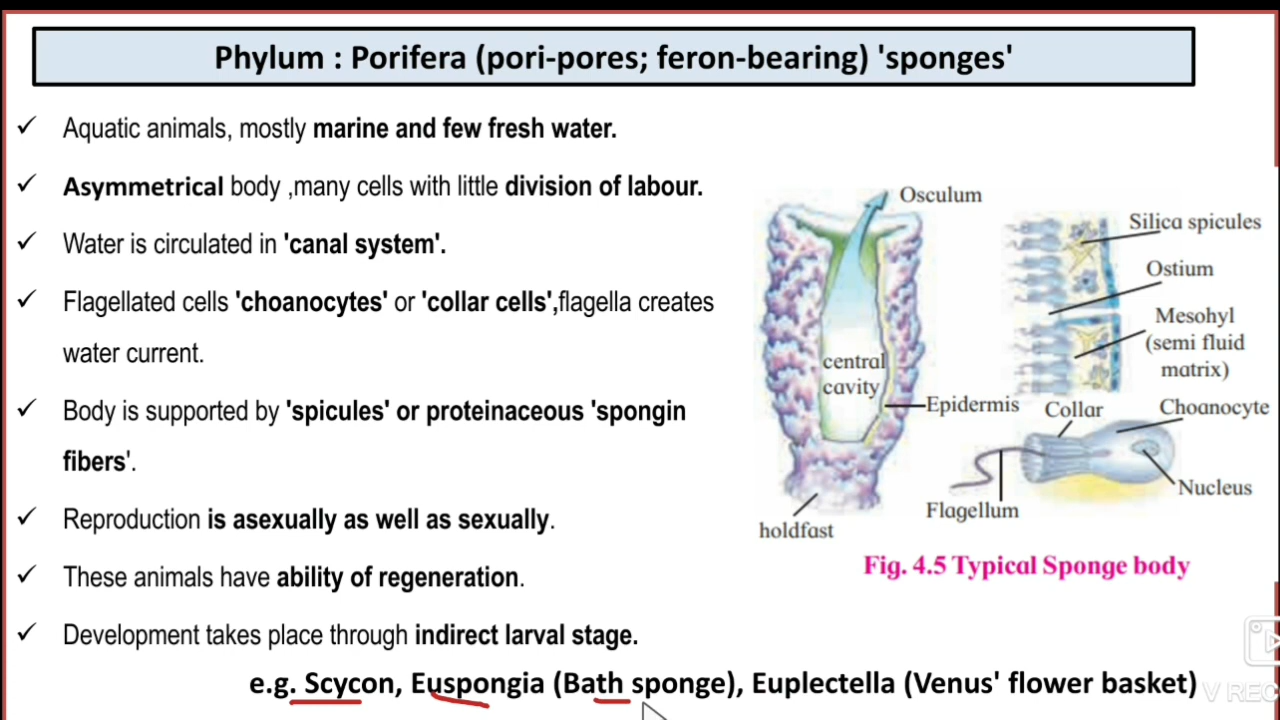 Phylum : Porifera (pori-pores; feron-bearing) 'sponges'
✓ Aquatic animals, mostly marine and few fresh water.
✓ Asymmetrical body ,many cells with little division of labour.
✓ Water is circulated in 'canal system'.
✓ Flagellated cells 'choanocytes' or 'collar cells',flagella creates
water current.
✓ Body is supported by 'spicules' or proteinaceous 'spongin
fibers'.
✓ Reproduction is asexually as well as sexually.
✓ These animals have ability of regeneration.
✓ Development takes place through indirect larval stage.
e.g. Scycon, Euspongia (Bath sponge), Euplectella (Venus' flower basket)
Osculum
central
cavity
Epidermis
holdfast
Silica spicules
Ostium
Mesohyl
(semi fluid
matrix)
Collar
Choanocyte
Nucleus
Flagellum
Fig. 4.5 Typical Sponge body
V REC